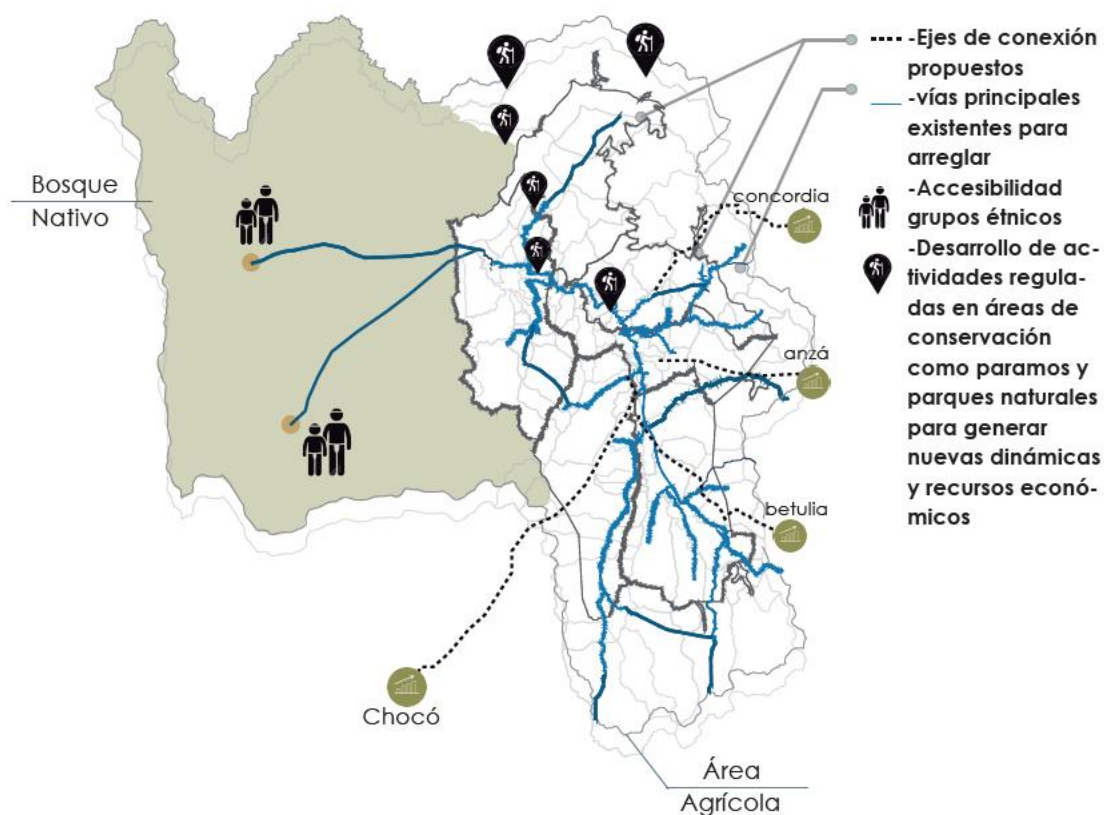 -Ejes de conexión
propuestos
-vías principales
existentes para
arreglar
-Accesibilidad
grupos étnicos
-Desarrollo de ac-
tividades regula-
das en áreas de
conservación
como paramos y
parques naturales
para generar
nuevas dinámicas
y recursos econó-
micos
Bosque
Nativo
concordia
anzá
betulia
Chocó
Área
Agrícola